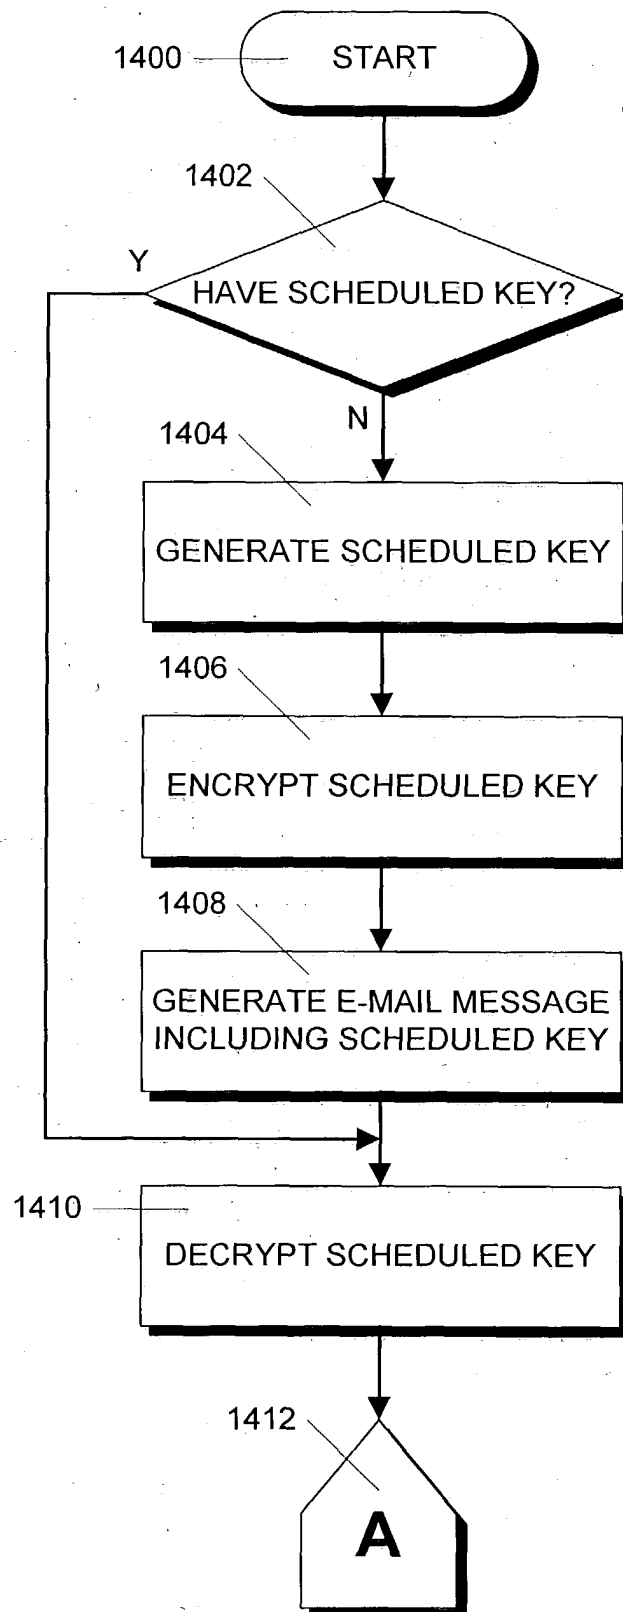 1400
START
1402
Y
HAVE SCHEDULED KEY?
N
1404
GENERATE SCHEDULED KEY
1406
ENCRYPT SCHEDULED KEY
1408
GENERATE E-MAIL MESSAGE
INCLUDING SCHEDULED KEY
1410
DECRYPT SCHEDULED KEY
1412
A